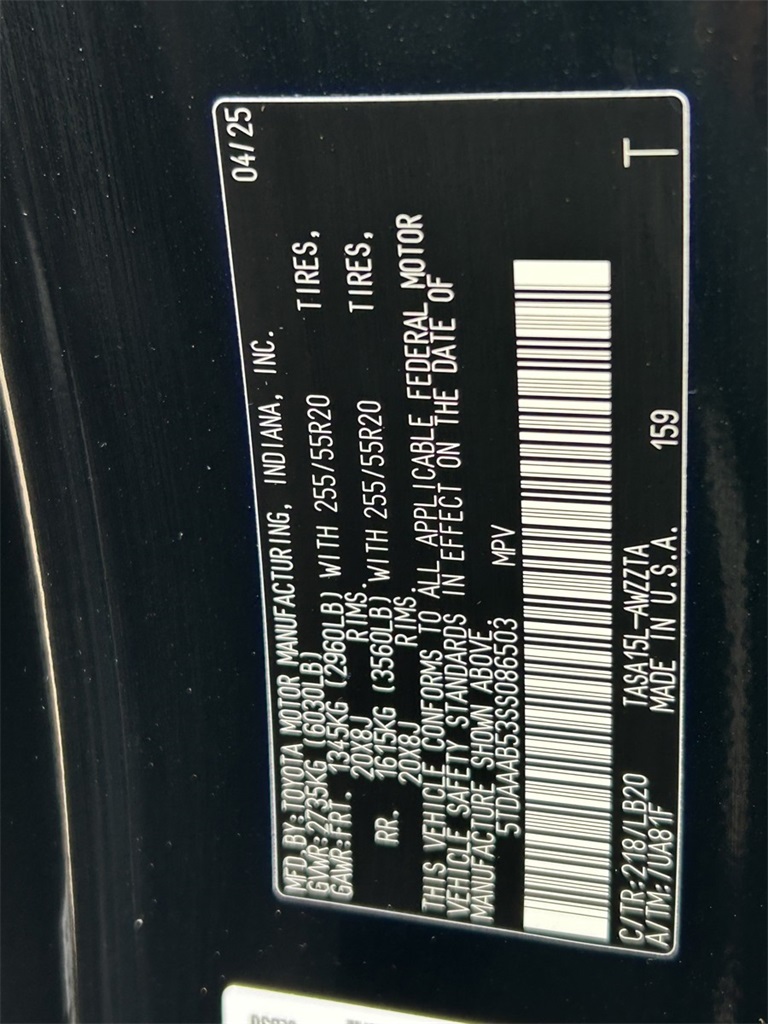 MFD. BY: TOYOTA MOTOR MANUFACTURING, INDIANA, INC. 04/25
GVWR: 2735KG (6030LB)
GAWR: FRT. 1345KG (2960LB) WITH 255/55R20 TIRES,
20X8J RIMS.
RR. 1615KG (3560LB) WITH 255/55R20 TIRES,
20X8J RIMS.
THIS VEHICLE CONFORMS TO ALL APPLICABLE FEDERAL MOTOR
VEHICLE SAFETY STANDARDS IN EFFECT ON THE DATE OF
MANUFACTURE SHOWN ABOVE.
5TDAAAB53SS086503 MPV
C/TR: 218/LB20 TASA15L-AWZZTA T
A/TM: /UA81F MADE IN U.S.A. 159